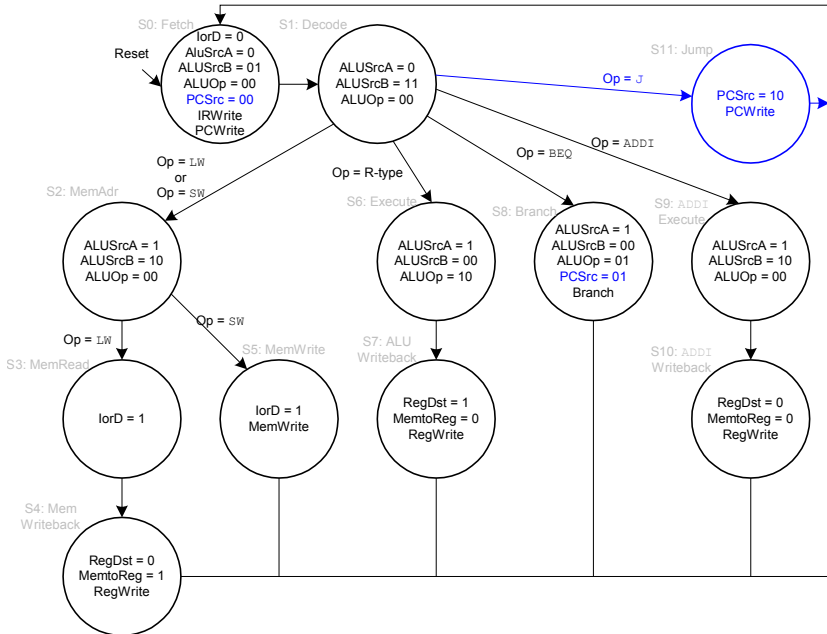 S0: Fetch
S1: Decode
S11: Jump
Reset
IorD = 0
AluSrcA = 0
ALUSrcB = 01
ALUOp = 00
PCSrc = 00
IRWrite
PCWrite
ALUSrcA = 0
ALUSrcB = 11
ALUOp = 00
Op = J
PCSrc = 10
PCWrite
Op = LW
or
Op = SW
Op = R-type
Op = BEQ
Op = ADDI
S2: MemAdr
S6: Execute
S8: Branch
S9: ADDI
Execute
ALUSrcA = 1
ALUSrcB = 10
ALUOp = 00
ALUSrcA = 1
ALUSrcB = 00
ALUOp = 10
ALUSrcA = 1
ALUSrcB = 00
ALUOp = 01
PCSrc = 01
Branch
ALUSrcA = 1
ALUSrcB = 10
ALUOp = 00
Op = LW
Op = SW
S3: MemRead
S5: MemWrite
S7: ALU
Writeback
S10: ADDI
Writeback
IorD = 1
IorD = 1
MemWrite
RegDst = 1
MemtoReg = 0
RegWrite
RegDst = 0
MemtoReg = 0
RegWrite
S4: Mem
Writeback
RegDst = 0
MemtoReg = 1
RegWrite